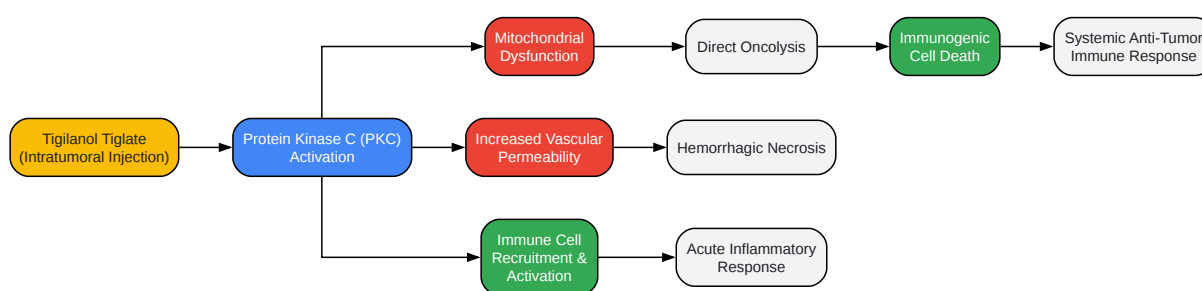 Mitochondrial
Dysfunction
Direct Oncolysis
Immunogenic
Cell Death
Systemic Anti-Tumor
Immune Response
Tigilanol Tiglate
(Intratumoral Injection)
Protein Kinase C (PKC)
Activation
Increased Vascular
Permeability
Hemorrhagic Necrosis
Immune Cell
Recruitment &
Activation
Acute Inflammatory
Response